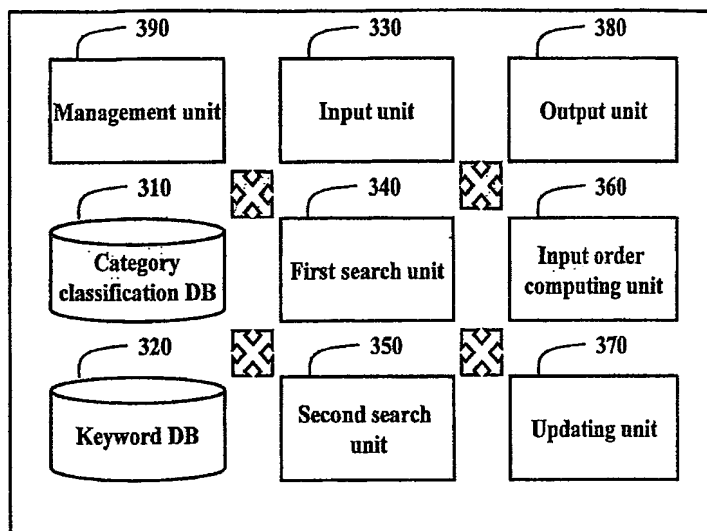 390
330
380
Management unit
Input unit
Output unit
310
340
360
Category
classification DB
First search unit
Input order
computing unit
320
350
370
Keyword DB
Second search
unit
Updating unit